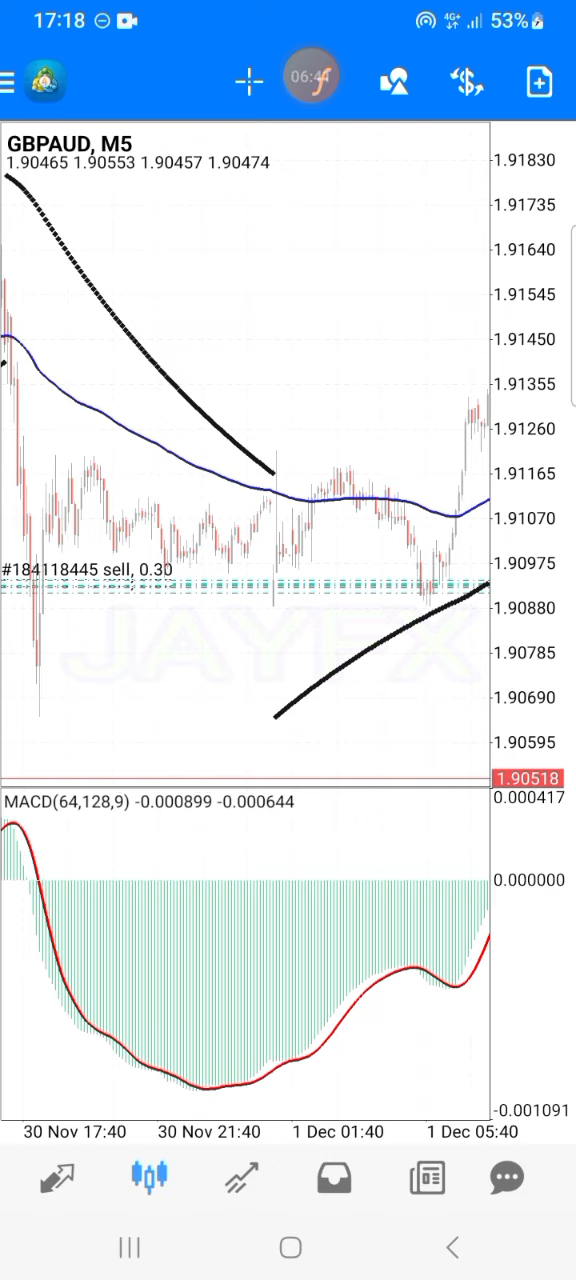 17:18 4G+ 53%
06:4
GBPAUD, M5
1.90465 1.90553 1.90457 1.90474
1.91830
1.91735
1.91640
1.91545
1.91450
1.91355
1.91260
1.91165
1.91070
1.90975
#184118445 sell, 0.30
1.90880
JAYFX
1.90785
1.90690
1.90595
1.90518
MACD(64,128,9) -0.000899 -0.000644
0.000417
0.000000
-0.001091
30 Nov 17:40 30 Nov 21:40 1 Dec 01:40 1 Dec 05:40